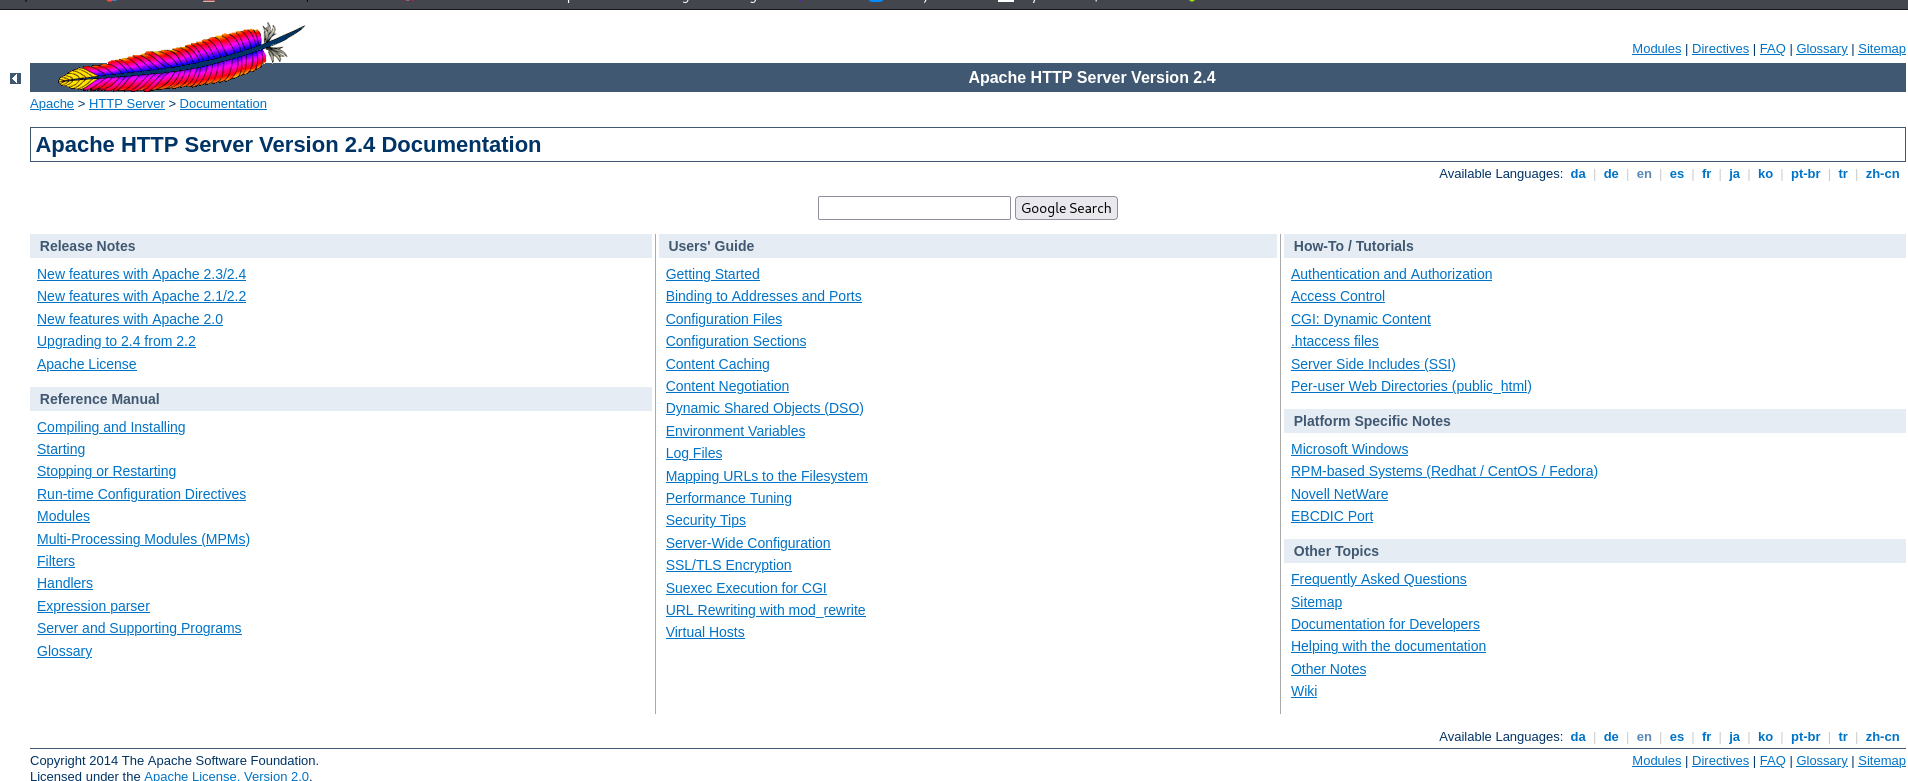 Modules | Directives | FAQ | Glossary | Sitemap
Apache HTTP Server Version 2.4
Apache > HTTP Server > Documentation
Apache HTTP Server Version 2.4 Documentation
Available Languages: da | de | en | es | fr | ja | ko | pt-br | tr | zh-cn
Google Search
Release Notes
New features with Apache 2.3/2.4
New features with Apache 2.1/2.2
New features with Apache 2.0
Upgrading to 2.4 from 2.2
Apache License
Reference Manual
Compiling and Installing
Starting
Stopping or Restarting
Run-time Configuration Directives
Modules
Multi-Processing Modules (MPMs)
Filters
Handlers
Expression parser
Server and Supporting Programs
Glossary
Users' Guide
Getting Started
Binding to Addresses and Ports
Configuration Files
Configuration Sections
Content Caching
Content Negotiation
Dynamic Shared Objects (DSO)
Environment Variables
Log Files
Mapping URLs to the Filesystem
Performance Tuning
Security Tips
Server-Wide Configuration
SSL/TLS Encryption
Suexec Execution for CGI
URL Rewriting with mod_rewrite
Virtual Hosts
How-To / Tutorials
Authentication and Authorization
Access Control
CGI: Dynamic Content
.htaccess files
Server Side Includes (SSI)
Per-user Web Directories (public_html)
Platform Specific Notes
Microsoft Windows
RPM-based Systems (Redhat / CentOS / Fedora)
Novell NetWare
EBCDIC Port
Other Topics
Frequently Asked Questions
Sitemap
Documentation for Developers
Helping with the documentation
Other Notes
Wiki
Available Languages: da | de | en | es | fr | ja | ko | pt-br | tr | zh-cn
Copyright 2014 The Apache Software Foundation.
Licensed under the Apache License, Version 2.0.
Modules | Directives | FAQ | Glossary | Sitemap